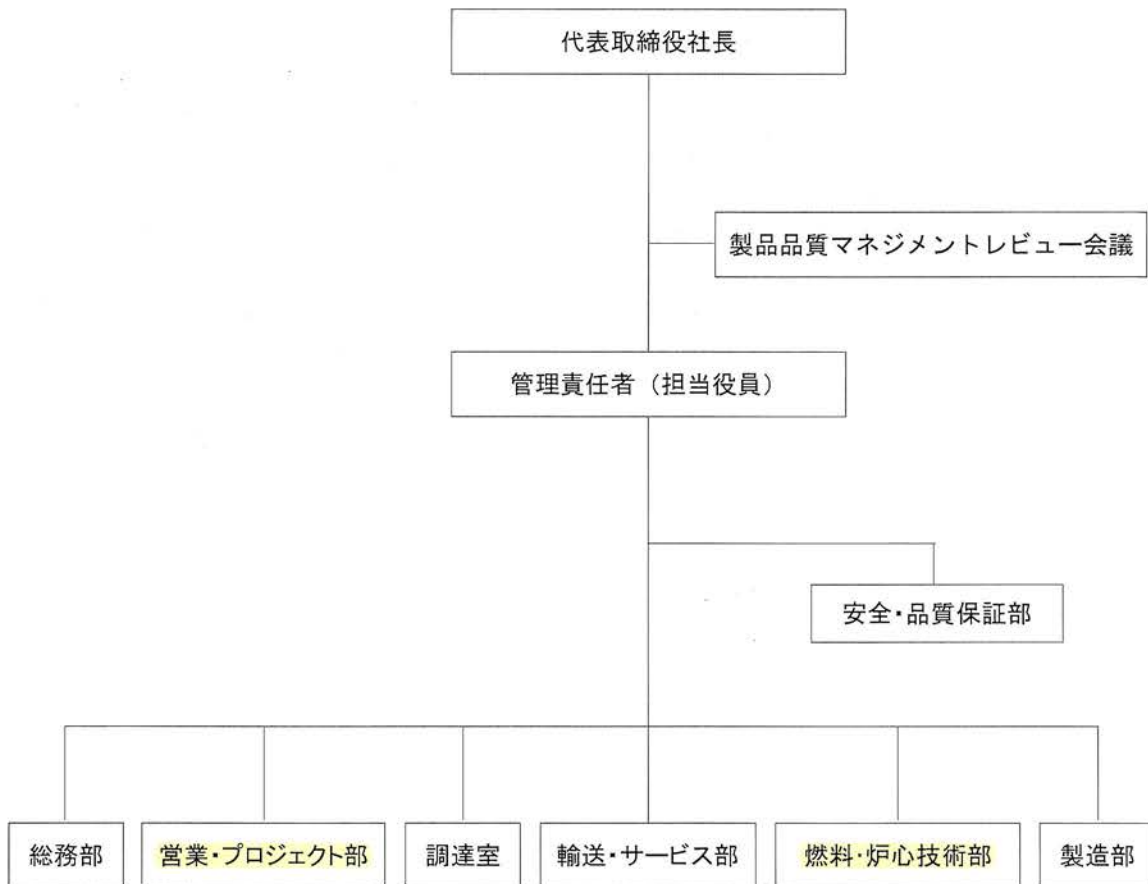 代表取締役社長
製品品質マネジメントレビュー会議
管理責任者（担当役員）
安全・品質保証部
総務部
営業・プロジェクト部
調達室
輸送・サービス部
燃料・炉心技術部
製造部